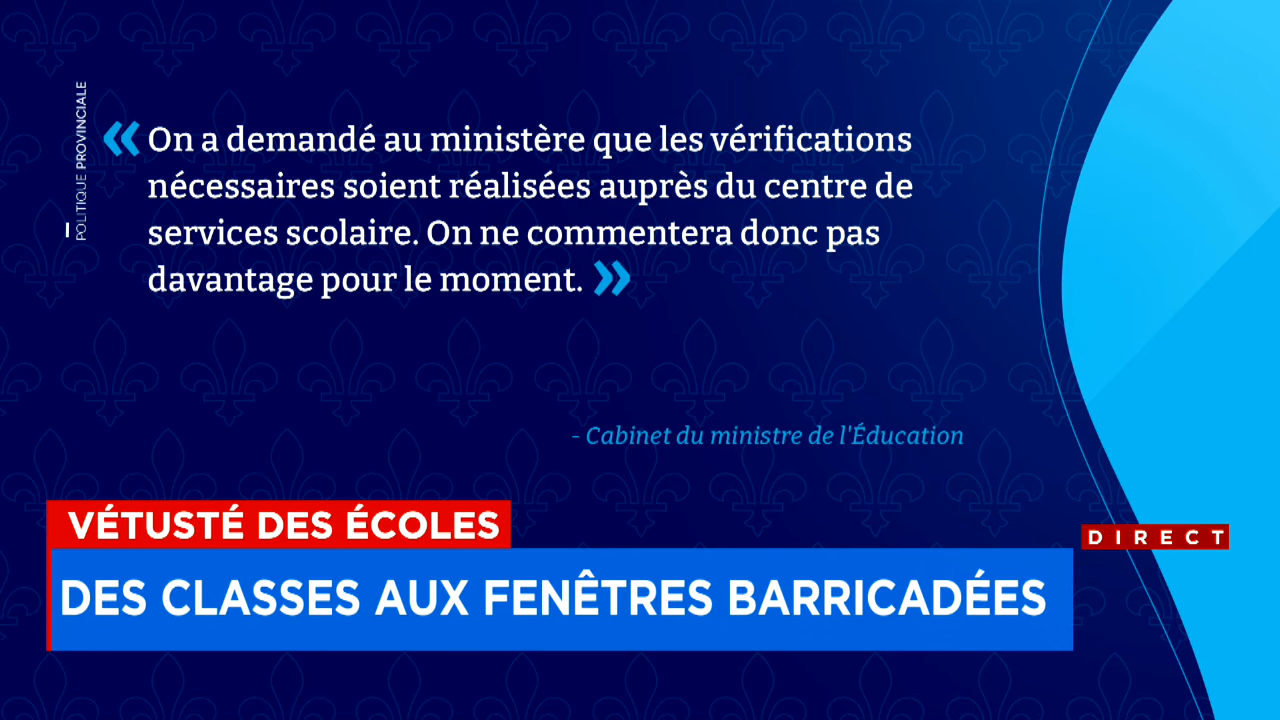 POLITIQUE PROVINCIALE
« On a demandé au ministère que les vérifications
nécessaires soient réalisées auprès du centre de
services scolaire. On ne commentera donc pas
davantage pour le moment. »
- Cabinet du ministre de l'Éducation
VÉTUSTÉ DES ÉCOLES
DIRECT
DES CLASSES AUX FENÊTRES BARRICADÉES